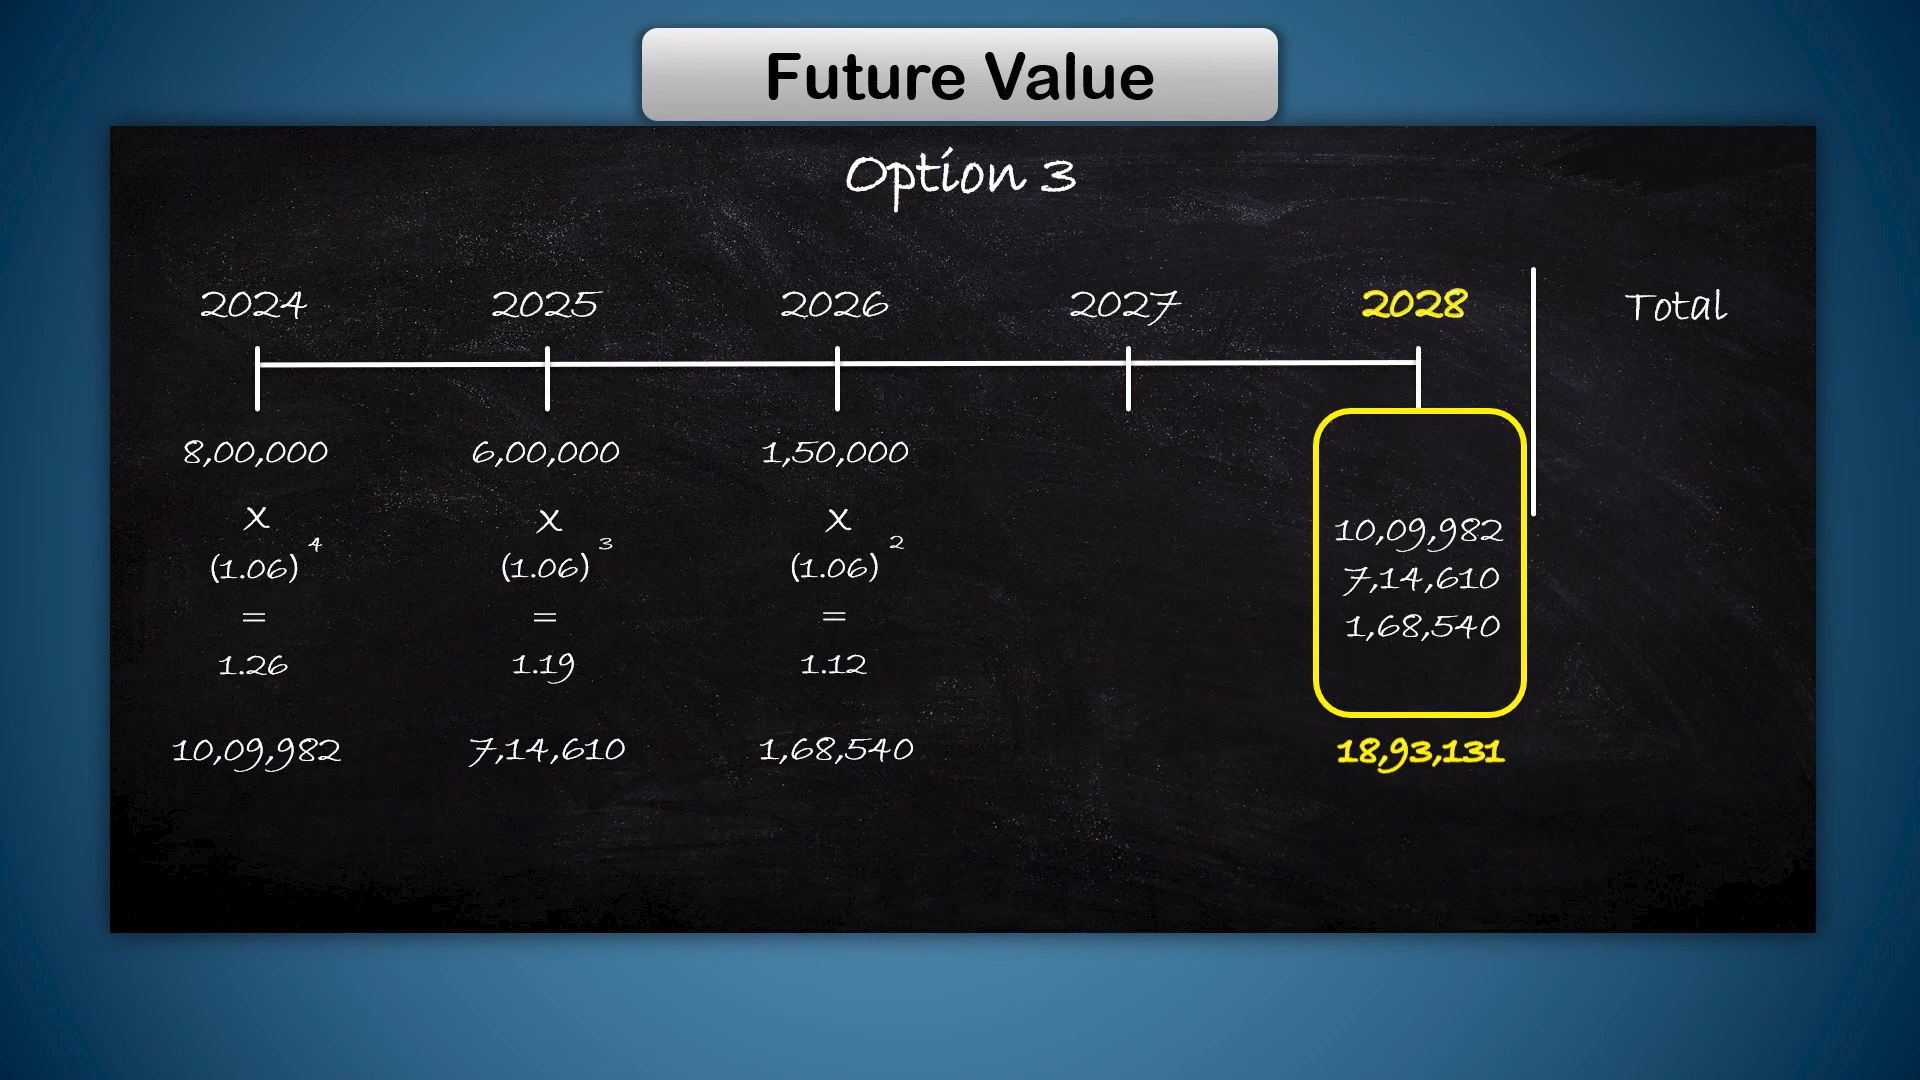 Future Value
Option 3
2024 2025 2026 2027 2028 Total
8,00,000 6,00,000 1,50,000
X X X
(1.06)^4 (1.06)^3 (1.06)^2
= = =
1.26 1.19 1.12
10,09,982 7,14,610 1,68,540
10,09,982
7,14,610
1,68,540
18,93,131